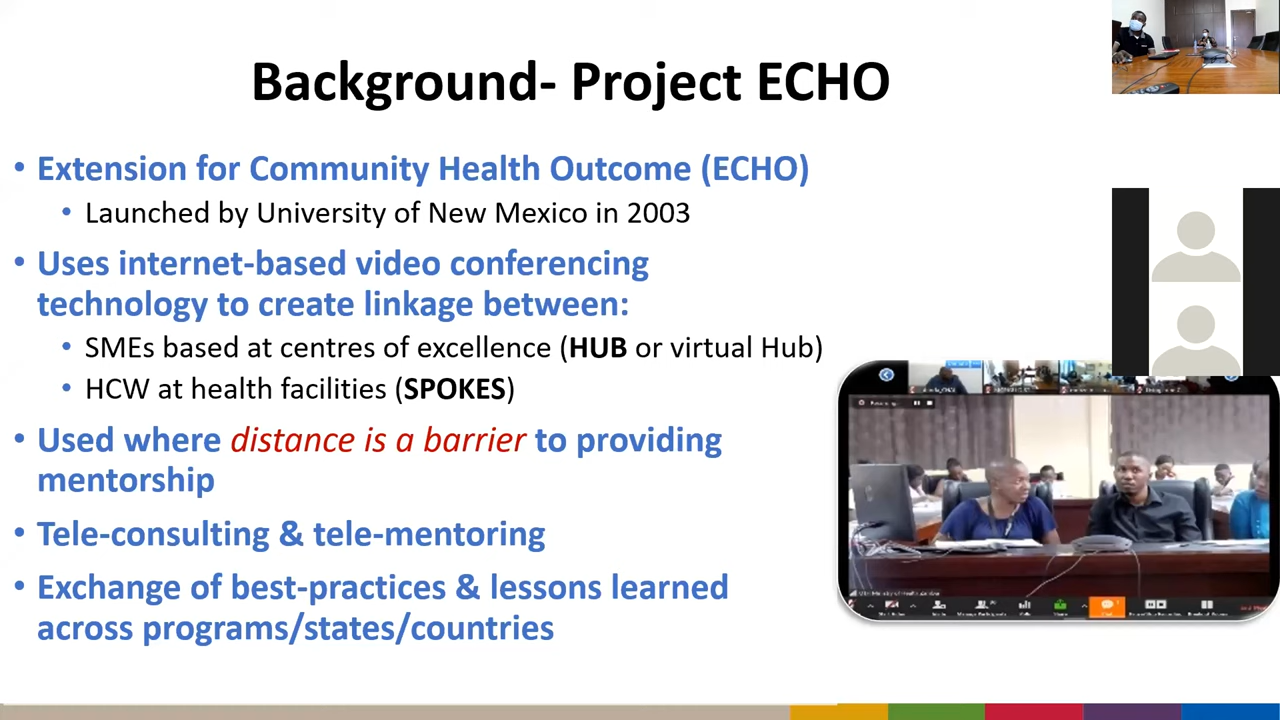 Background- Project ECHO
• Extension for Community Health Outcome (ECHO)
• Launched by University of New Mexico in 2003
• Uses internet-based video conferencing
technology to create linkage between:
• SMEs based at centres of excellence (HUB or virtual Hub)
• HCW at health facilities (SPOKES)
• Used where distance is a barrier to providing
mentorship
• Tele-consulting & tele-mentoring
• Exchange of best-practices & lessons learned
across programs/states/countries